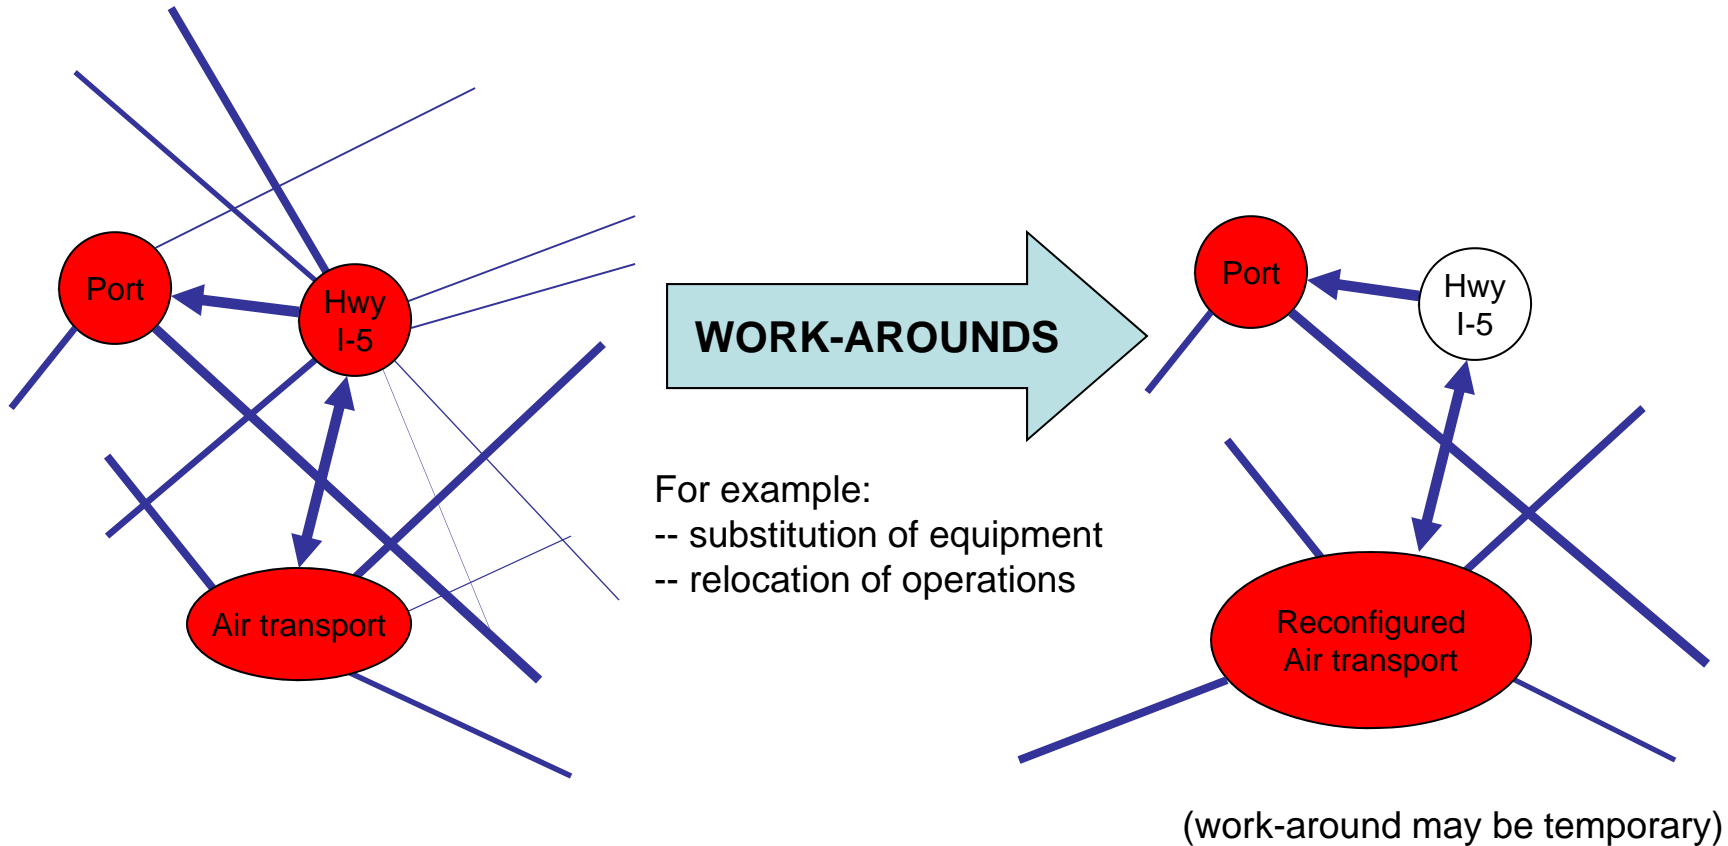 Port
Hwy
I-5
Air transport
WORK-AROUNDS
For example:
-- substitution of equipment
-- relocation of operations
Port
Hwy
I-5
Reconfigured
Air transport
(work-around may be temporary)